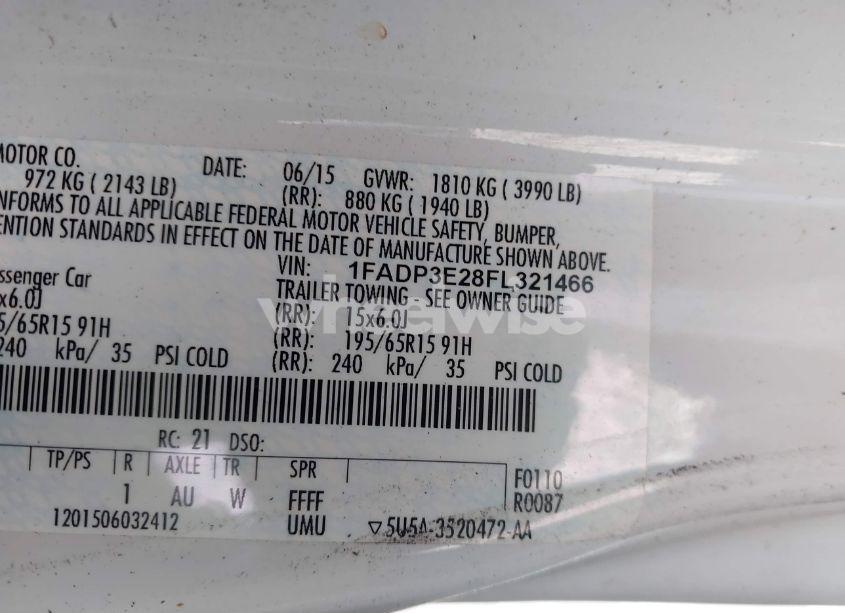 MOTOR CO.
DATE: 06/15 GVWR: 1810 KG ( 3990 LB)
972 KG ( 2143 LB) (RR): 880 KG ( 1940 LB)
NFORMS TO ALL APPLICABLE FEDERAL MOTOR VEHICLE SAFETY, BUMPER,
ENTION STANDARDS IN EFFECT ON THE DATE OF MANUFACTURE SHOWN ABOVE.
VIN: 1FADP3E28FL321466
ssenger Car TRAILER TOWING - SEE OWNER GUIDE
x6.0J (RR): 15x6.0J
wheelwise
5/65R15 91H (RR): 195/65R15 91H
240 kPa/ 35 PSI COLD (RR): 240 kPa/ 35 PSI COLD
RC: 21 DSO:
TP/PS R AXLE TR SPR F0110
1 AU W FFFF R0087
1201506032412 UMU ▽5U5A-3520472-AA